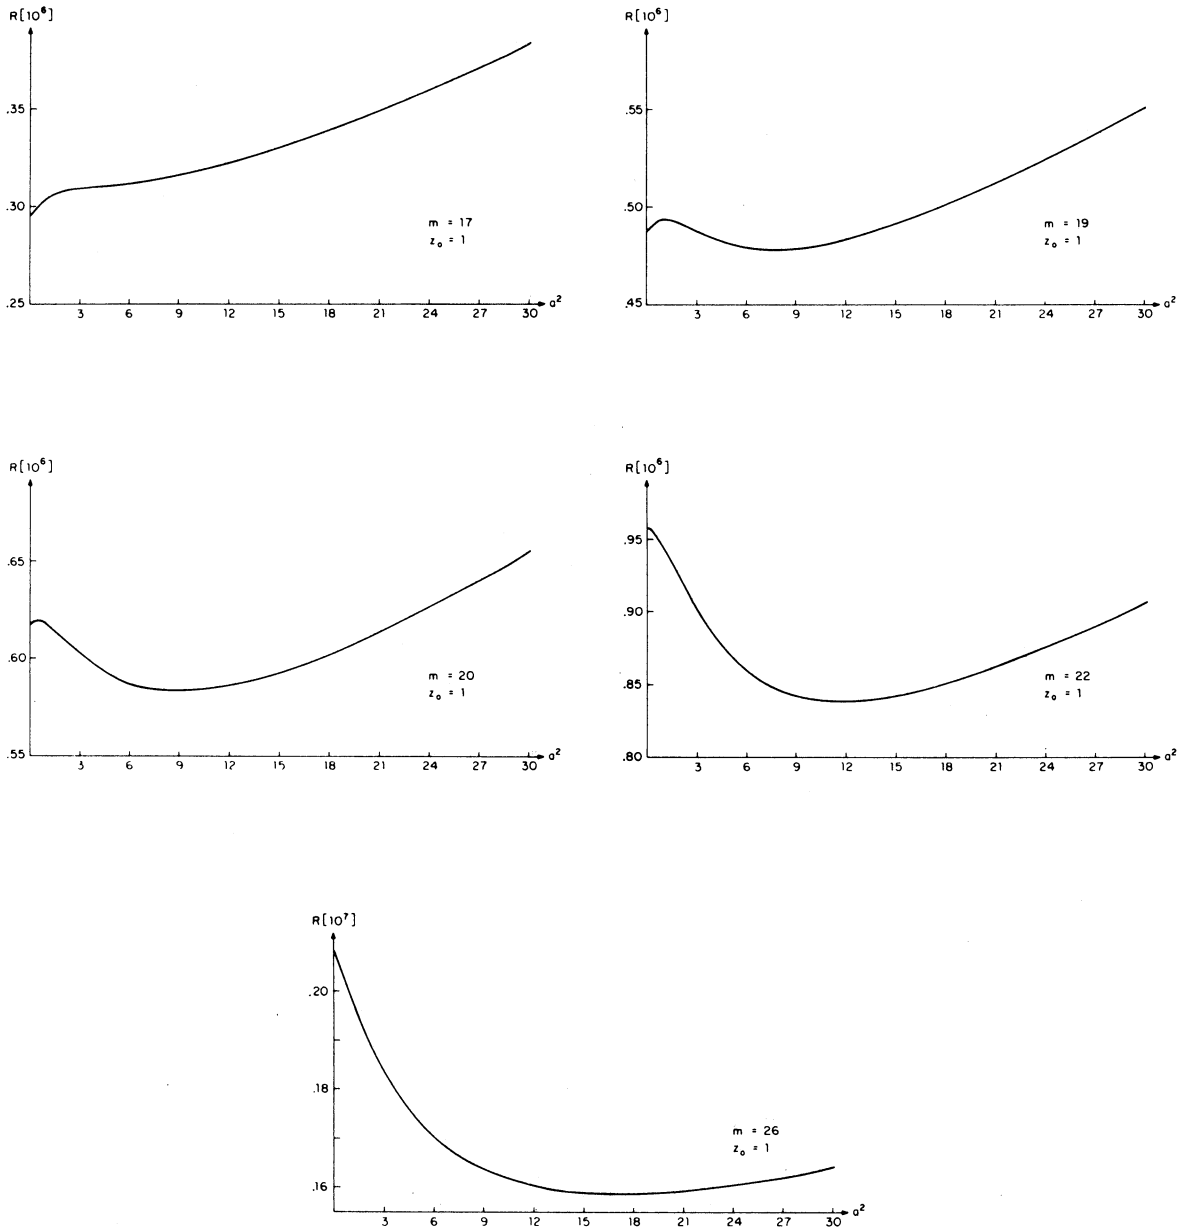 R[10⁶]
.35
.30
.25
3 6 9 12 15 18 21 24 27 30 a²
m = 17
z₀ = 1
R[10⁶]
.55
.50
.45
3 6 9 12 15 18 21 24 27 30 a²
m = 19
z₀ = 1
R[10⁶]
.65
.60
.55
3 6 9 12 15 18 21 24 27 30 a²
m = 20
z₀ = 1
R[10⁶]
.95
.90
.85
.80
3 6 9 12 15 18 21 24 27 30 a²
m = 22
z₀ = 1
R[10⁷]
.20
.18
.16
3 6 9 12 15 18 21 24 27 30 a²
m = 26
z₀ = 1